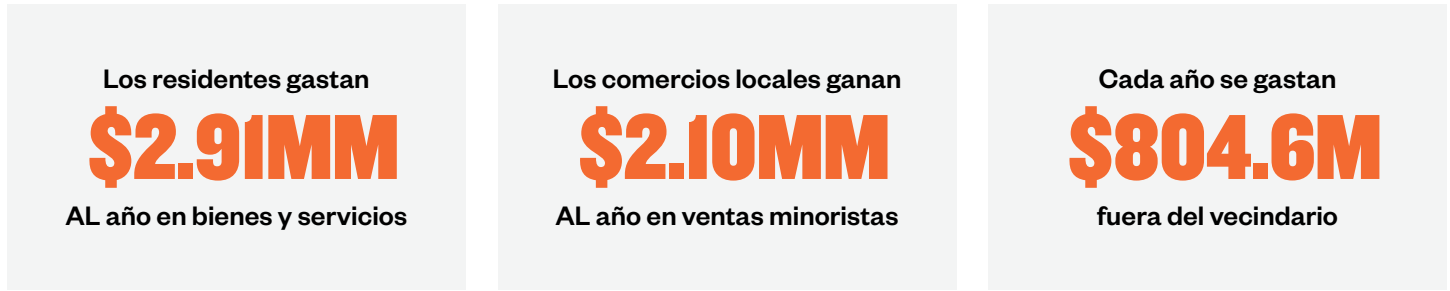 Los residentes gastan
$2.91MM
AL año en bienes y servicios
Los comercios locales ganan
$2.10MM
AL año en ventas minoristas
Cada año se gastan
$804.6M
fuera del vecindario